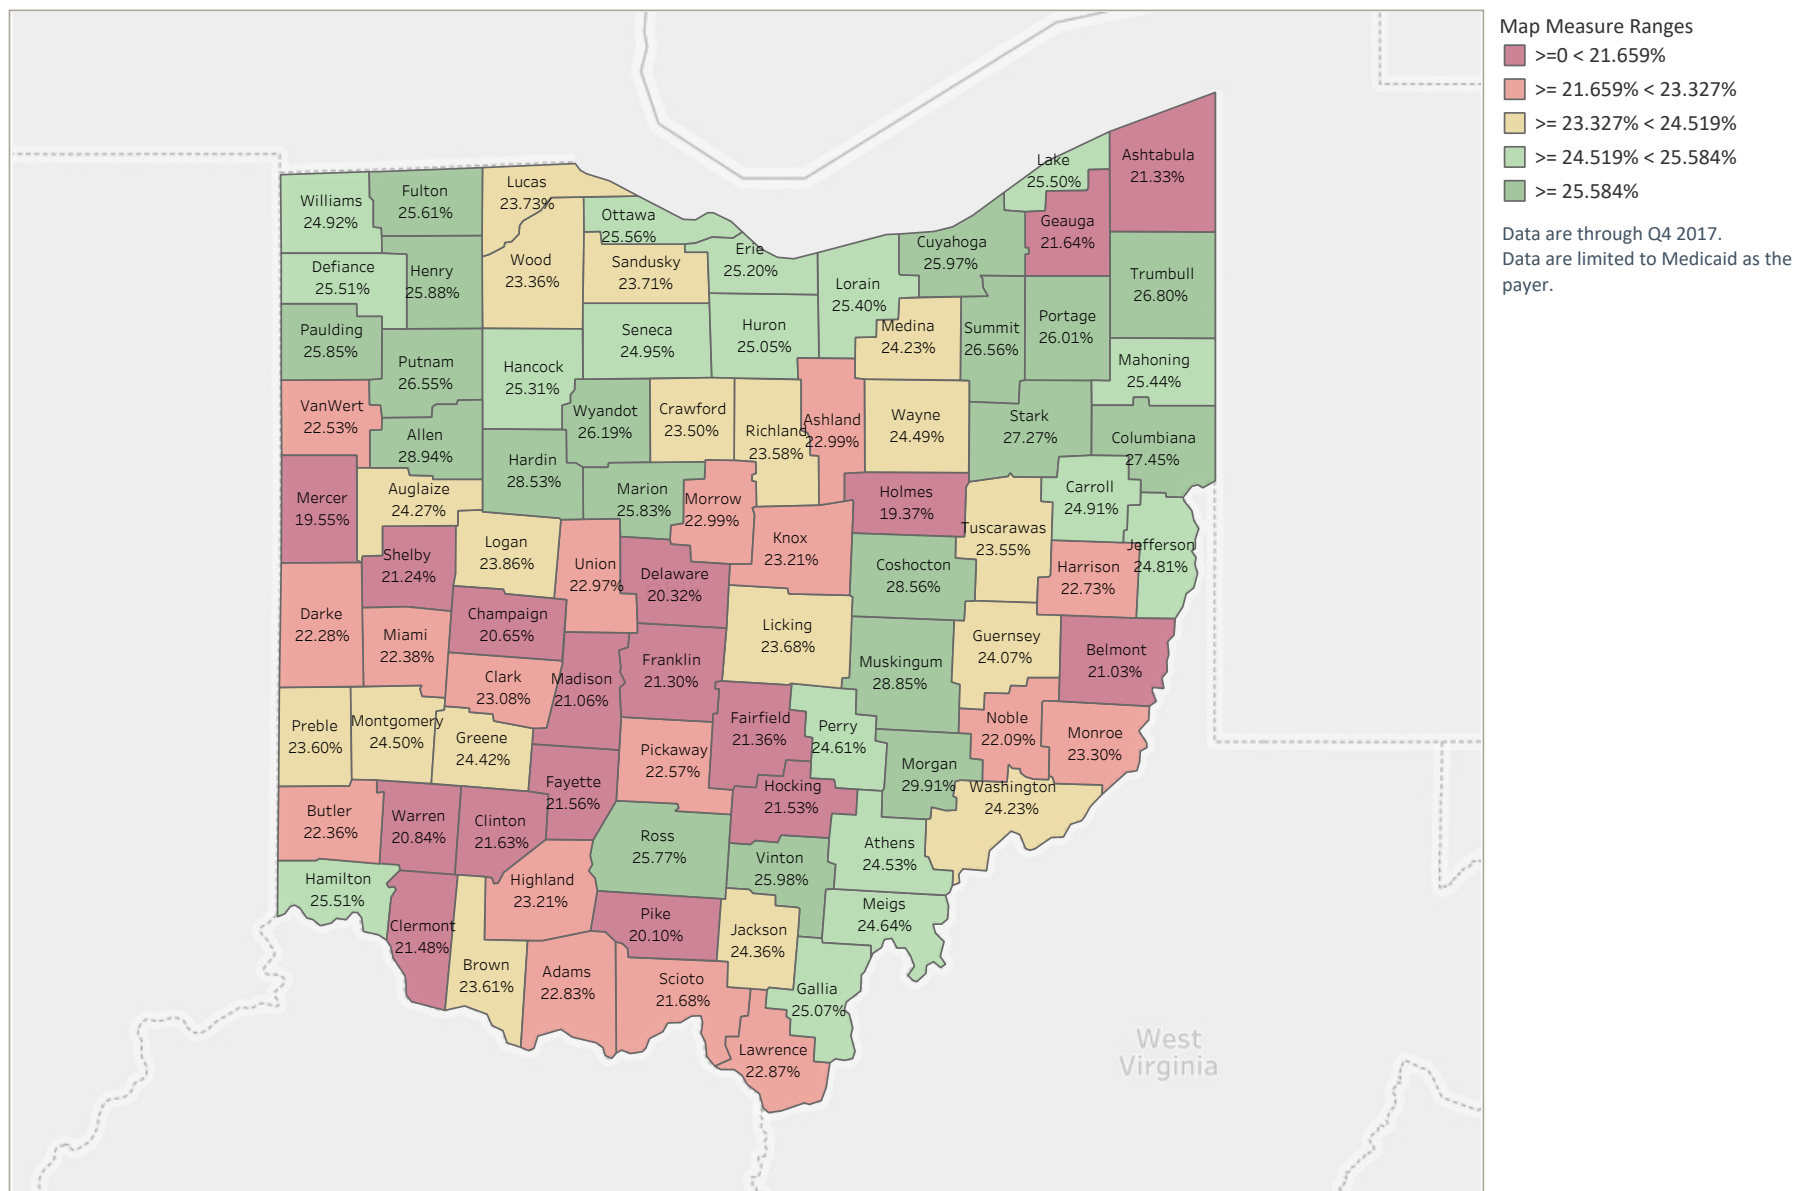 Map Measure Ranges
>=0 < 21.659%
>= 21.659% < 23.327%
>= 23.327% < 24.519%
>= 24.519% < 25.584%
>= 25.584%
Data are through Q4 2017.
Data are limited to Medicaid as the
payer.
Lake
25.50%
Ashtabula
21.33%
Williams
24.92%
Fulton
25.61%
Lucas
23.73%
Ottawa
25.56%
Geauga
21.64%
Cuyahoga
25.97%
Erie
25.20%
Wood
23.36%
Sandusky
23.71%
Defiance
25.51%
Henry
25.88%
Trumbull
26.80%
Lorain
25.40%
Paulding
25.85%
Seneca
24.95%
Huron
25.05%
Medina
24.23%
Summit
26.56%
Portage
26.01%
Putnam
26.55%
Hancock
25.31%
Mahoning
25.44%
VanWert
22.53%
Wyandot
26.19%
Crawford
23.50%
Richland
23.58%
Ashland
22.99%
Wayne
24.49%
Stark
27.27%
Allen
28.94%
Columbiana
27.45%
Hardin
28.53%
Mercer
19.55%
Auglaize
24.27%
Marion
25.83%
Morrow
22.99%
Holmes
19.37%
Carroll
24.91%
Tuscarawas
23.55%
Knox
23.21%
Logan
23.86%
Shelby
21.24%
Union
22.97%
Delaware
20.32%
Coshocton
28.56%
Harrison
22.73%
Jefferson
24.81%
Darke
22.28%
Miami
22.38%
Champaign
20.65%
Licking
23.68%
Guernsey
24.07%
Belmont
21.03%
Clark
23.08%
Madison
21.06%
Franklin
21.30%
Muskingum
28.85%
Preble
23.60%
Montgomery
24.50%
Greene
24.42%
Fairfield
21.36%
Perry
24.61%
Noble
22.09%
Monroe
23.30%
Pickaway
22.57%
Morgan
29.91%
Fayette
21.56%
Hocking
21.53%
Washington
24.23%
Butler
22.36%
Warren
20.84%
Clinton
21.63%
Ross
25.77%
Athens
24.53%
Vinton
25.98%
Hamilton
25.51%
Highland
23.21%
Meigs
24.64%
Clermont
21.48%
Pike
20.10%
Jackson
24.36%
Brown
23.61%
Adams
22.83%
Scioto
21.68%
Gallia
25.07%
Lawrence
22.87%
West
Virginia